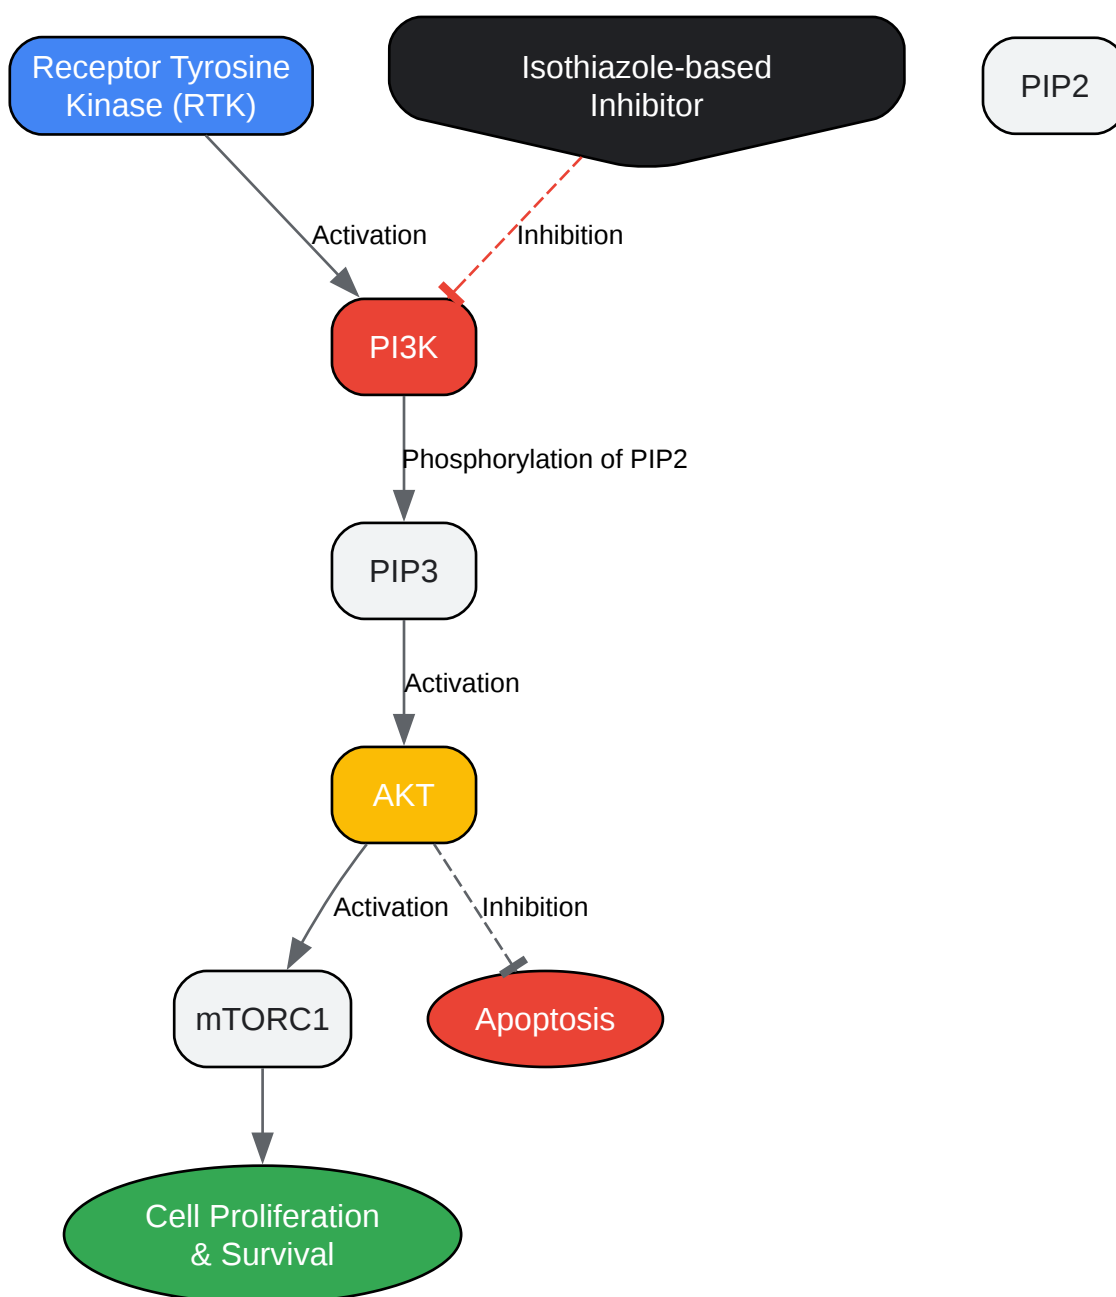 Receptor Tyrosine
Kinase (RTK)
Isothiazole-based
Inhibitor
PIP2
Activation
Inhibition
PI3K
Phosphorylation of PIP2
PIP3
Activation
AKT
Activation
Inhibition
mTORC1
Apoptosis
Cell Proliferation
& Survival